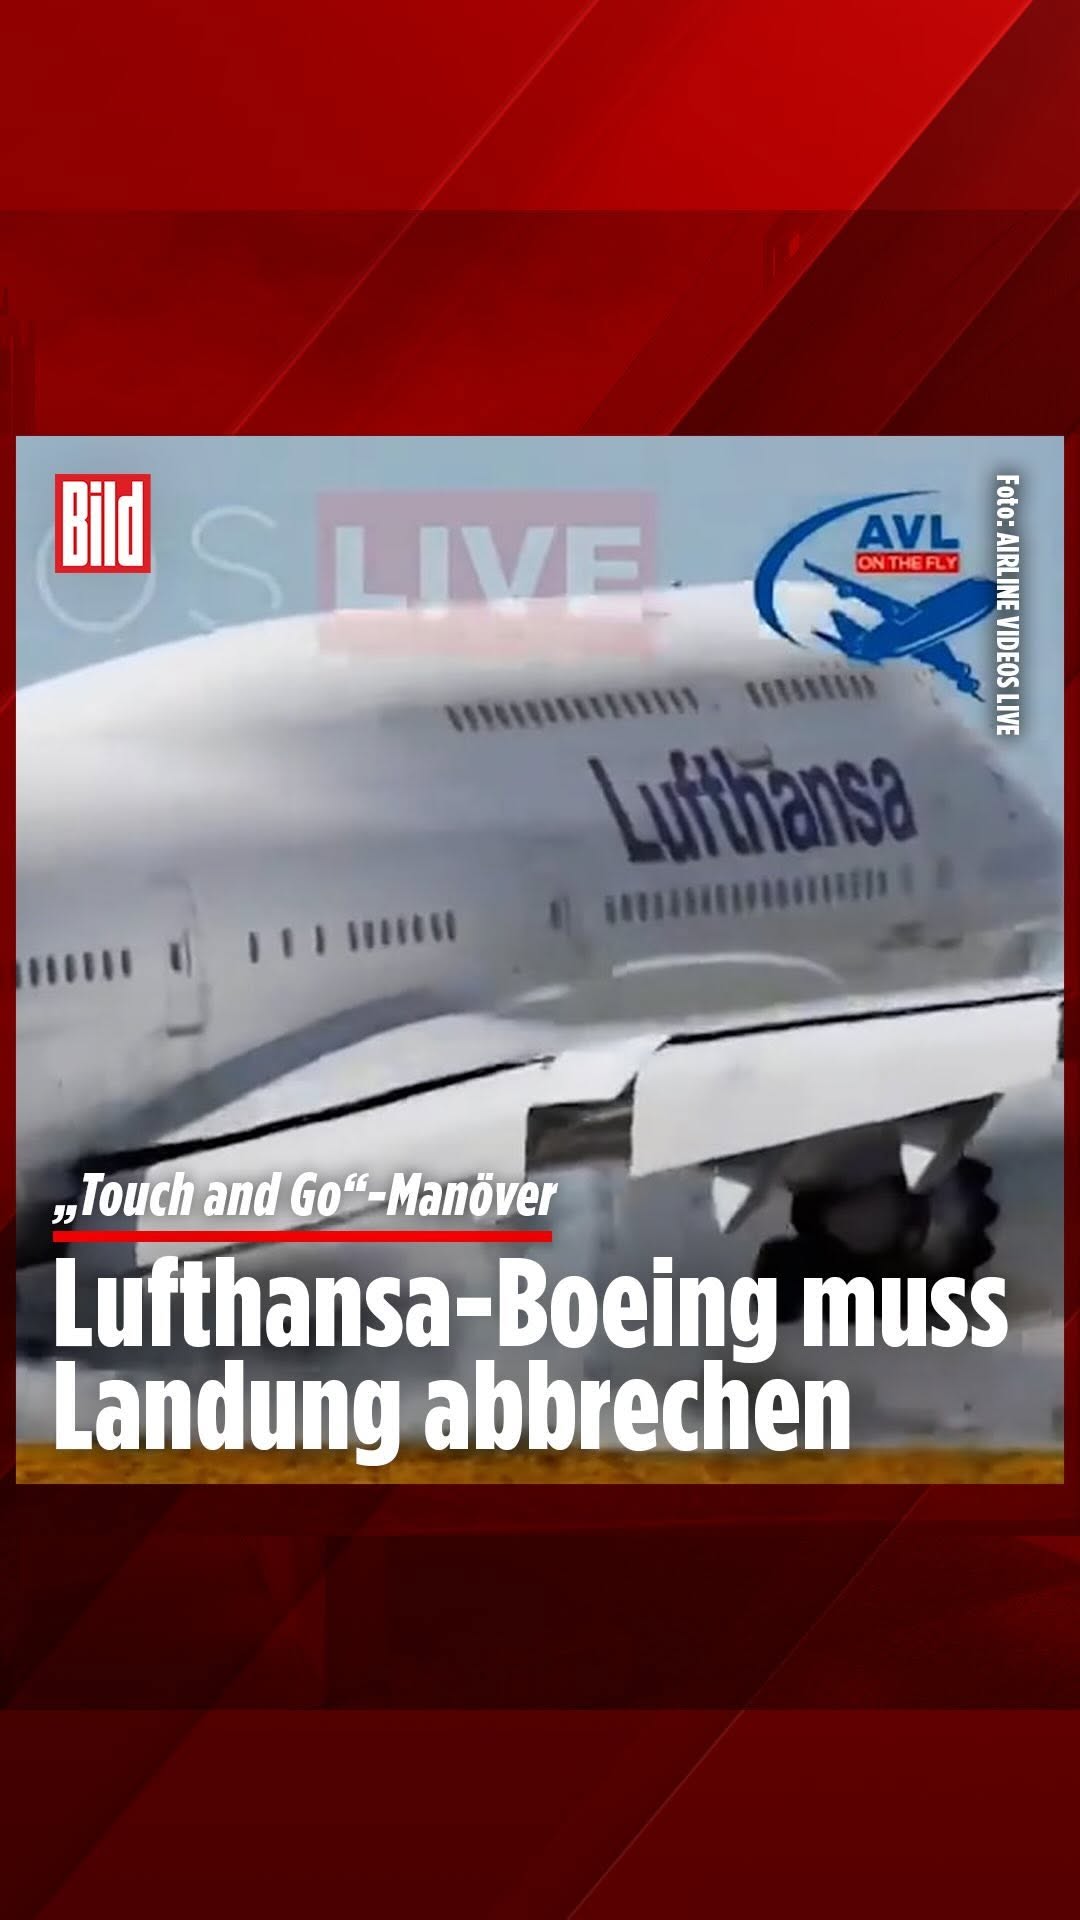 Bild
OS LIVE
AVL
ON THE FLY
Foto: AIRLINE VIDEOS LIVE
Lufthansa
„Touch and Go“-Manöver
Lufthansa-Boeing muss
Landung abbrechen